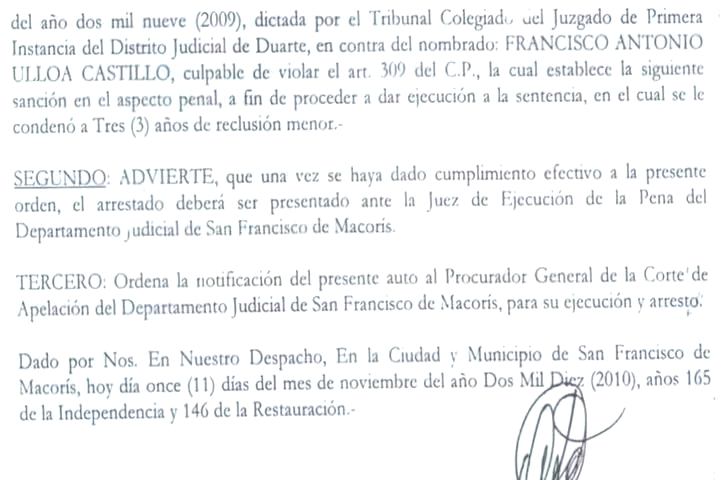 del año dos mil nueve (2009), dictada por el Tribunal Colegiado del Juzgado de Primera
Instancia del Distrito Judicial de Duarte, en contra del nombrado: FRANCISCO ANTONIO
ULLOA CASTILLO, culpable de violar el art. 309 del C.P., la cual establece la siguiente
sanción en el aspecto penal, a fin de proceder a dar ejecución a la sentencia, en el cual se le
condenó a Tres (3) años de reclusión menor.-
SEGUNDO: ADVIERTE, que una vez se haya dado cumplimiento efectivo a la presente
orden, el arrestado deberá ser presentado ante la Juez de Ejecución de la Pena del
Departamento judicial de San Francisco de Macorís.
TERCERO: Ordena la notificación del presente auto al Procurador General de la Corte de
Apelación del Departamento Judicial de San Francisco de Macorís, para su ejecución y arresto.
Dado por Nos. En Nuestro Despacho, En la Ciudad y Municipio de San Francisco de
Macorís, hoy día once (11) días del mes de noviembre del año Dos Mil Diez (2010), años 165
de la Independencia y 146 de la Restauración.-